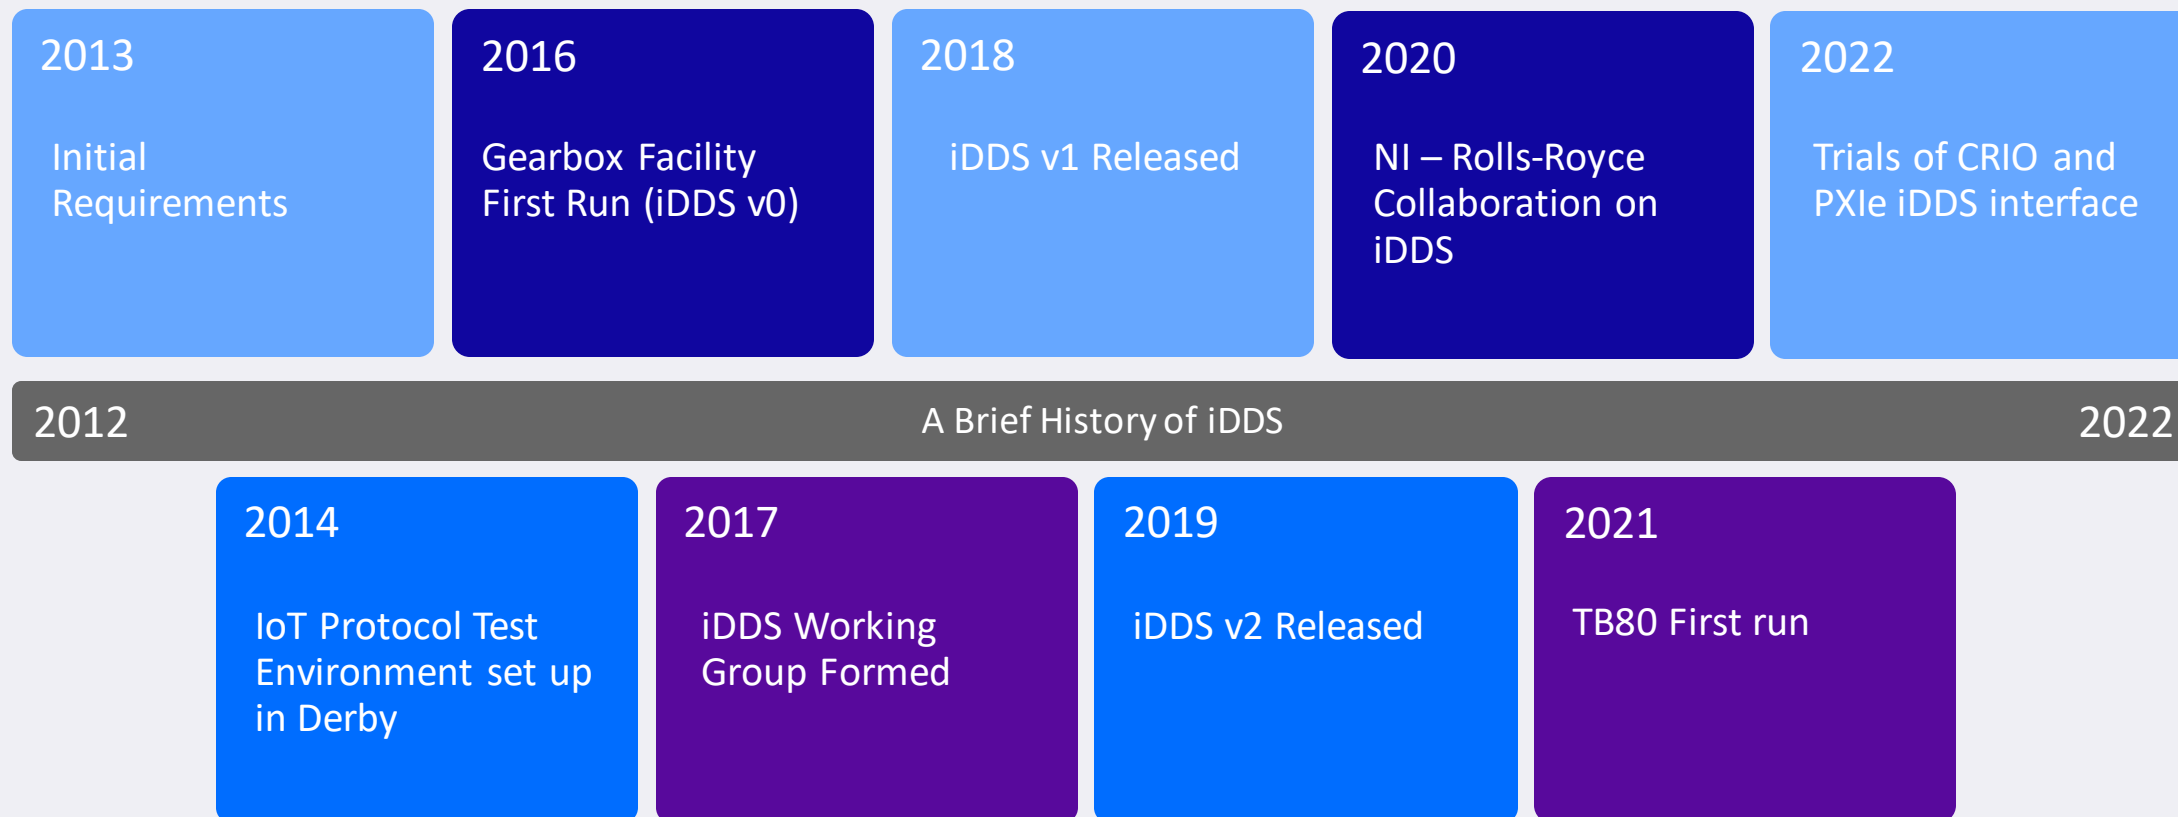 2013
Initial
Requirements
2016
Gearbox Facility
First Run (iDDS v0)
2018
iDDS v1 Released
2020
NI – Rolls-Royce
Collaboration on
iDDS
2022
Trials of CRIO and
PXIe iDDS interface
2012
A Brief History of iDDS
2022
2014
IoT Protocol Test
Environment set up
in Derby
2017
iDDS Working
Group Formed
2019
iDDS v2 Released
2021
TB80 First run